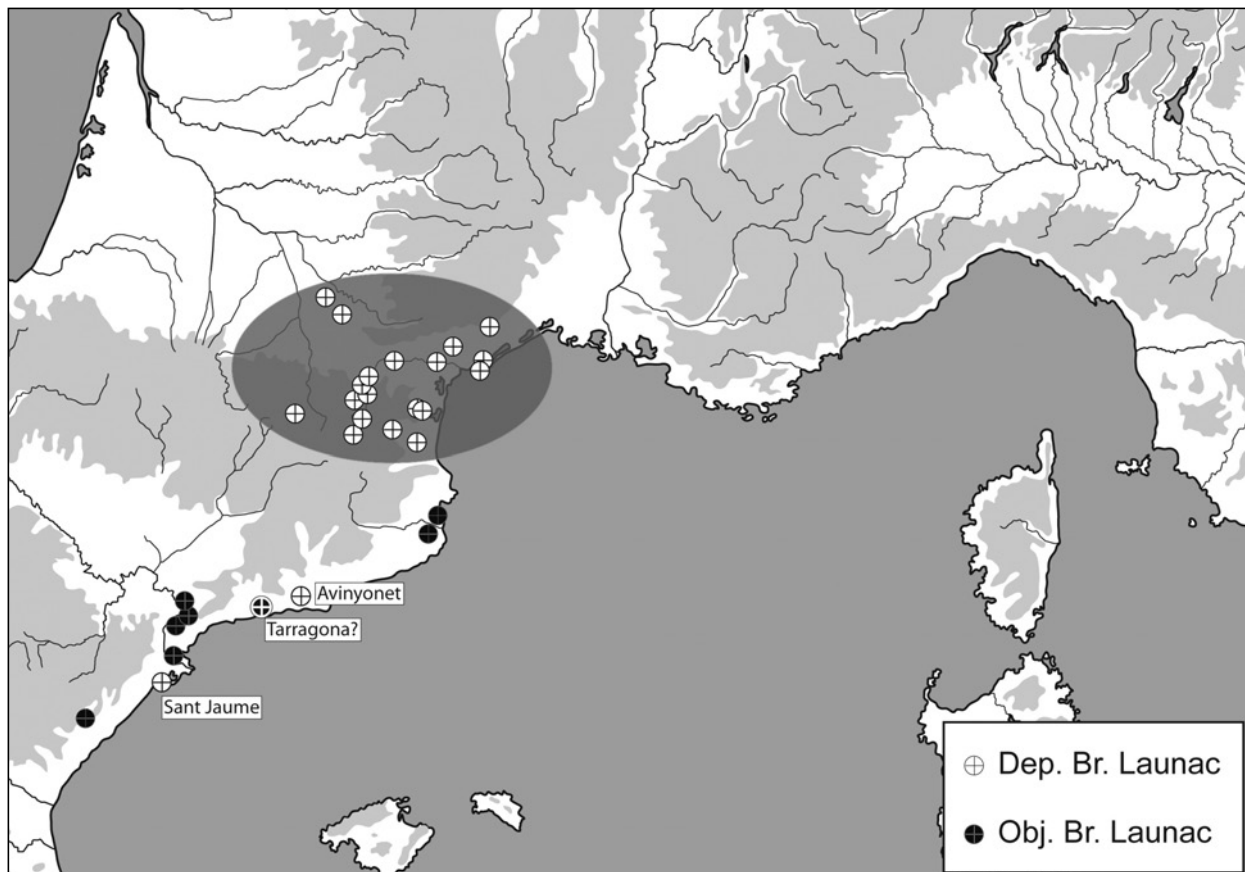 Avinyonet
Tarragona?
Sant Jaume
Dep. Br. Launac
Obj. Br. Launac